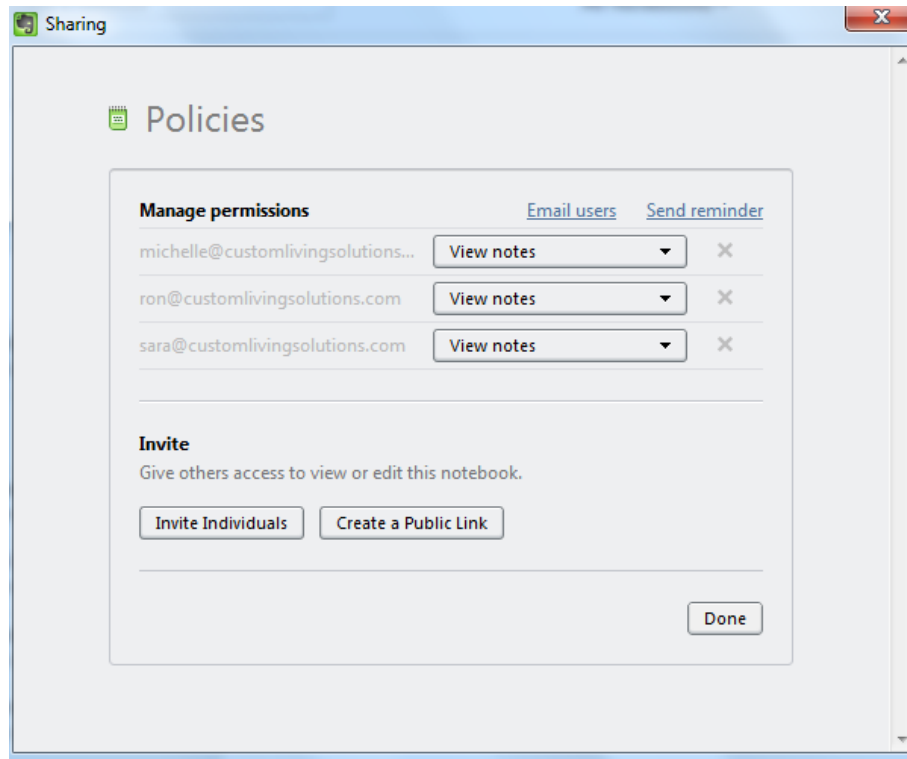 Sharing
Policies
Manage permissions Email users Send reminder
michelle@customlivingsolutions... View notes
ron@customlivingsolutions.com View notes
sara@customlivingsolutions.com View notes
Invite
Give others access to view or edit this notebook.
Invite Individuals Create a Public Link
Done